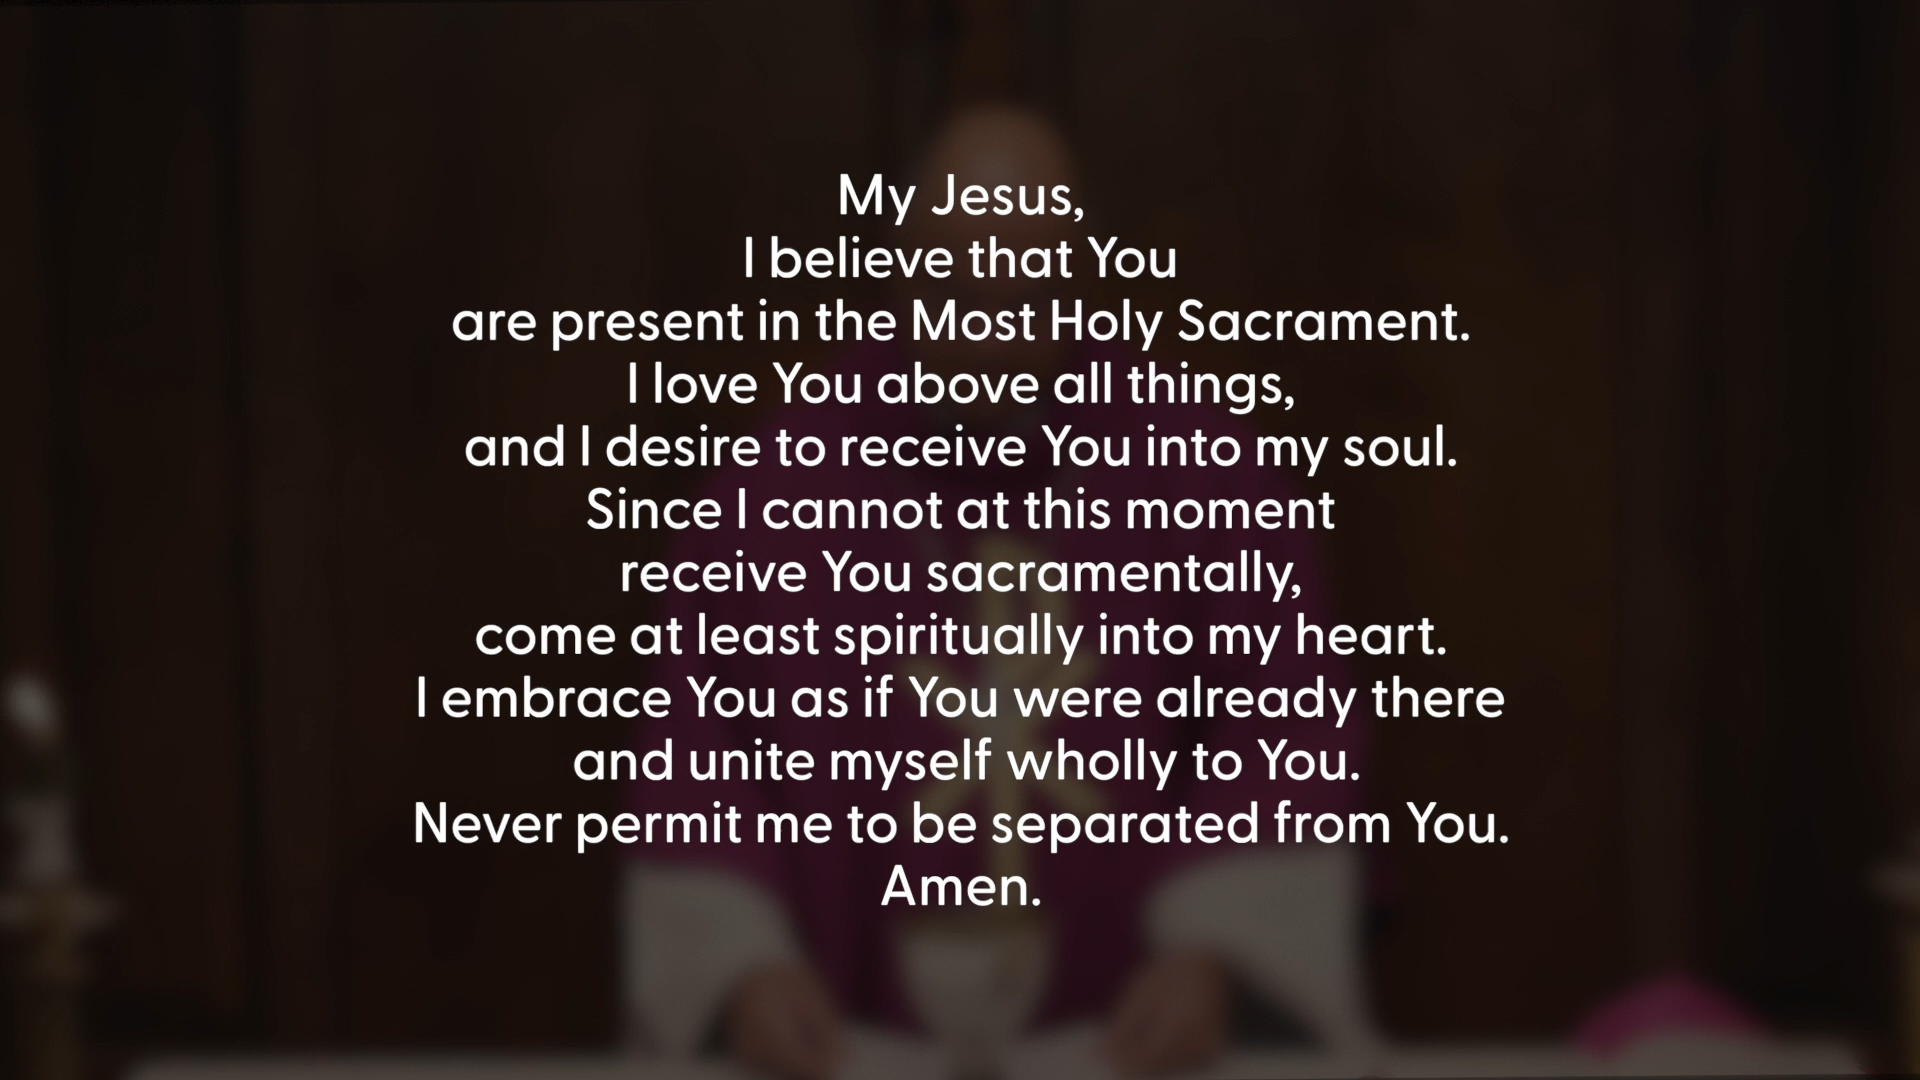 My Jesus,
I believe that You
are present in the Most Holy Sacrament.
I love You above all things,
and I desire to receive You into my soul.
Since I cannot at this moment
receive You sacramentally,
come at least spiritually into my heart.
I embrace You as if You were already there
and unite myself wholly to You.
Never permit me to be separated from You.
Amen.